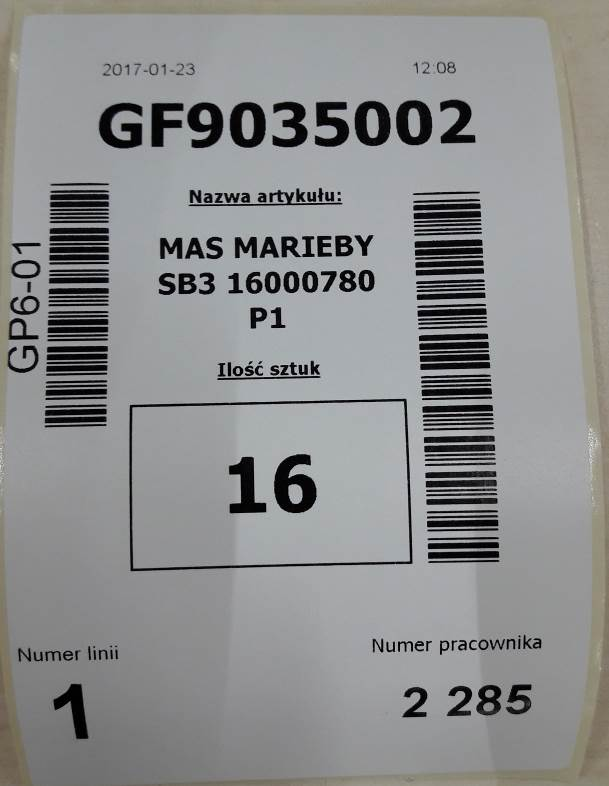 2017-01-23 12:08
GF9035002
Nazwa artykułu:
MAS MARIEBY
SB3 16000780
P1
GP6-01
Ilość sztuk
16
Numer linii Numer pracownika
1 2 285